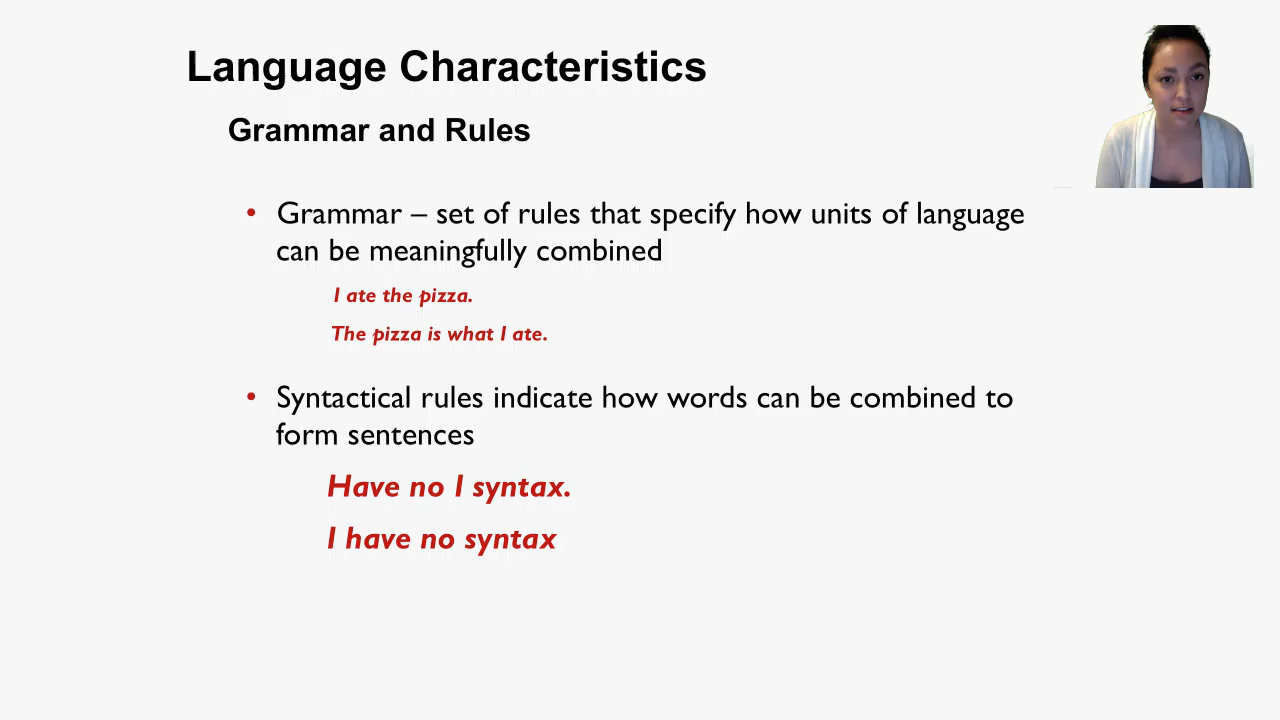 Language Characteristics
Grammar and Rules
• Grammar – set of rules that specify how units of language
can be meaningfully combined
I ate the pizza.
The pizza is what I ate.
• Syntactical rules indicate how words can be combined to
form sentences
Have no I syntax.
I have no syntax